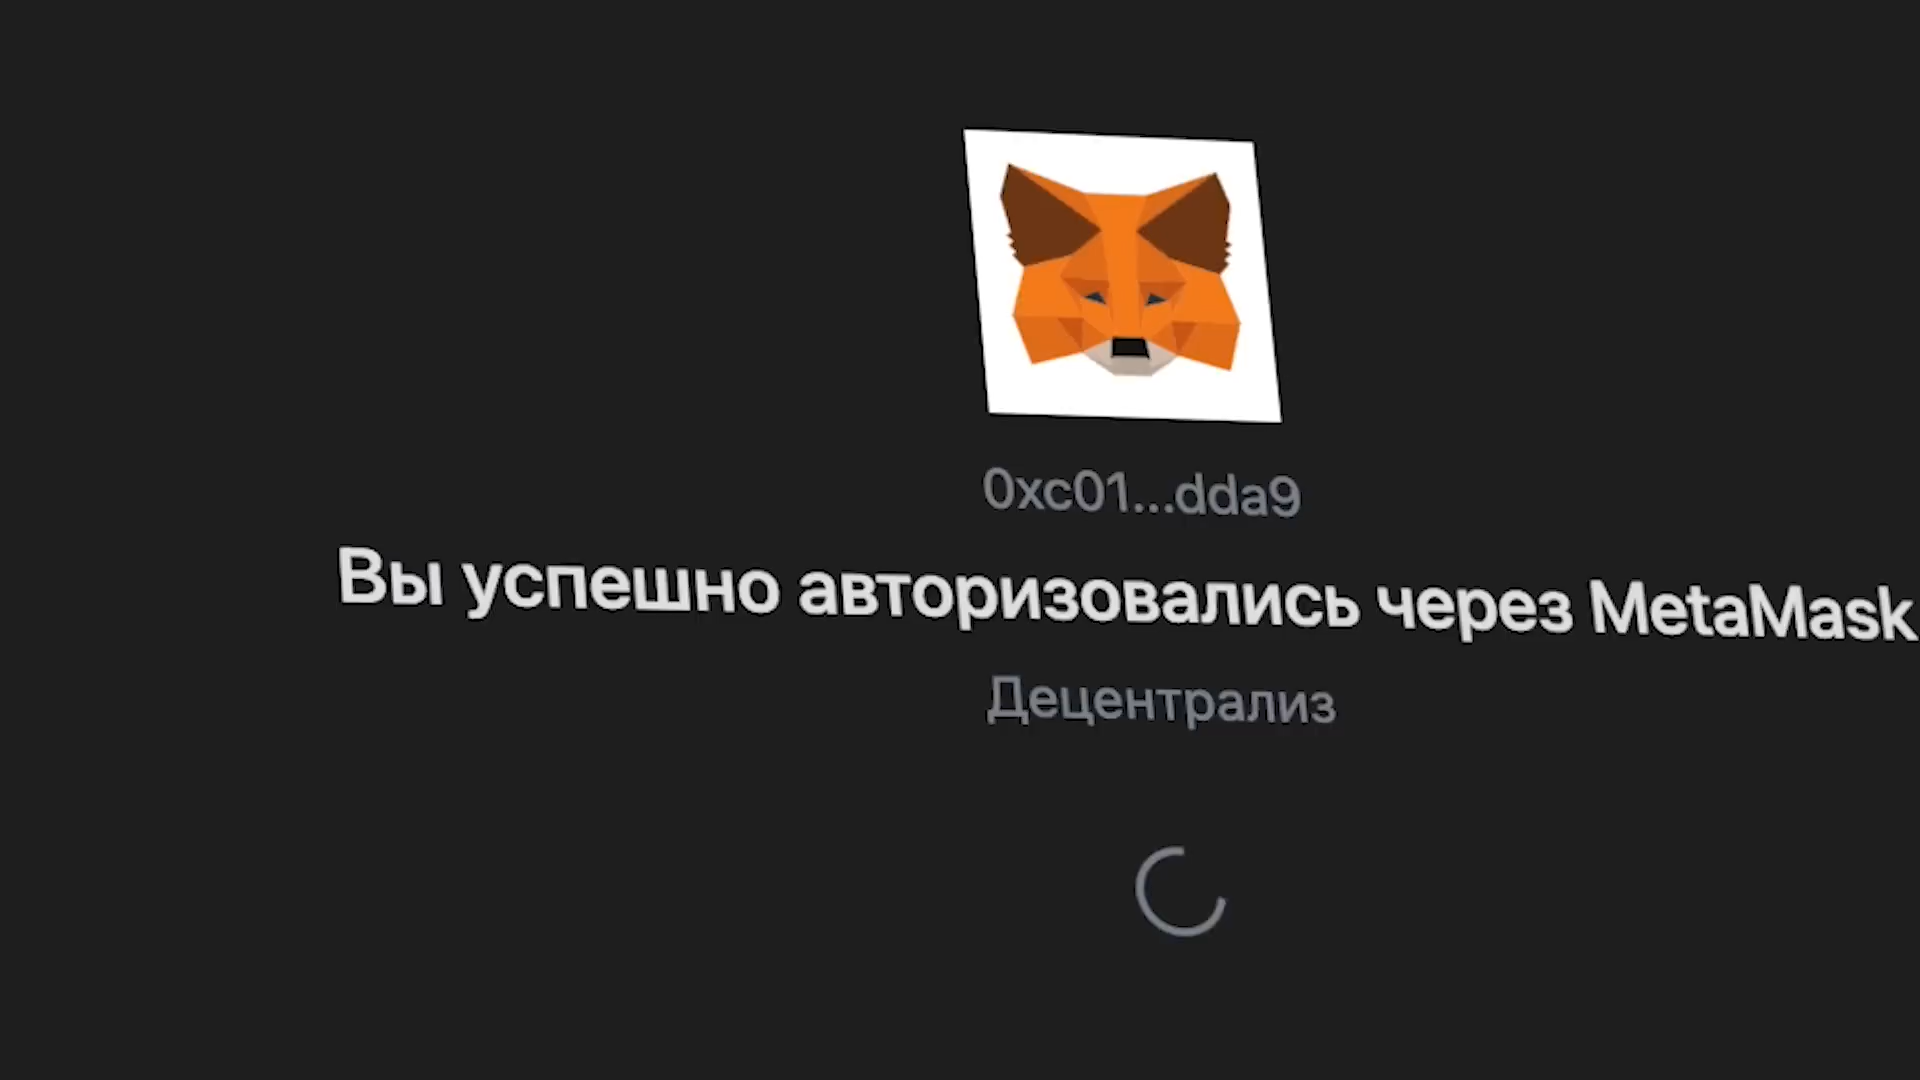 0xc01...dda9
Вы успешно авторизовались через MetaMask
Децентрализ